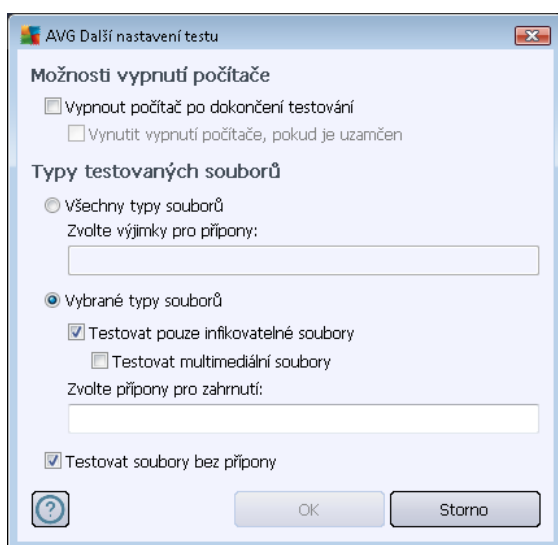 AVG Další nastavení testu
Možnosti vypnutí počítače
Vypnout počítač po dokončení testování
Vynutit vypnutí počítače, pokud je uzamčen
Typy testovaných souborů
Všechny typy souborů
Zvolte výjimky pro přípony:
Vybrané typy souborů
Testovat pouze infikovatelné soubory
Testovat multimediální soubory
Zvolte přípony pro zahrnutí:
Testovat soubory bez přípony
? OK Storno